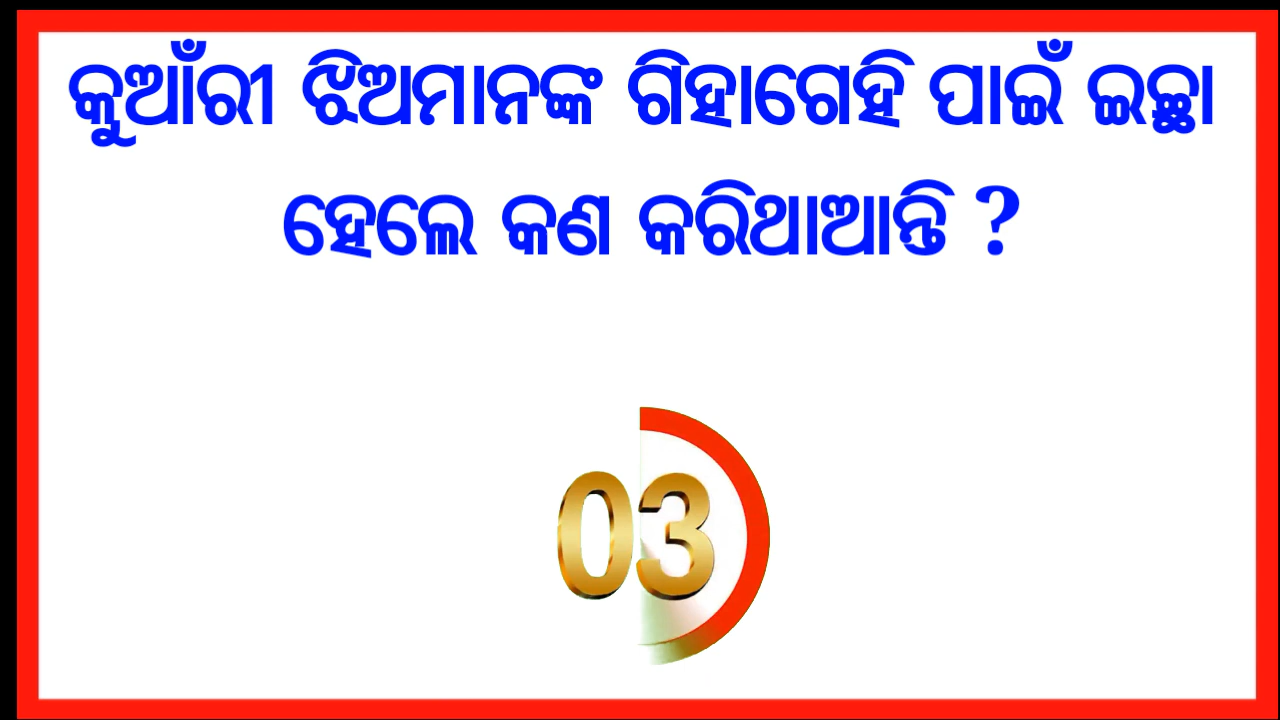 କୁଆଁରୀ ଝିଅମାନଙ୍କ ଗିହାଗେହି ପାଇଁ ଇଚ୍ଛା
ହେଲେ କଣ କରିଥାଆନ୍ତି ?
03